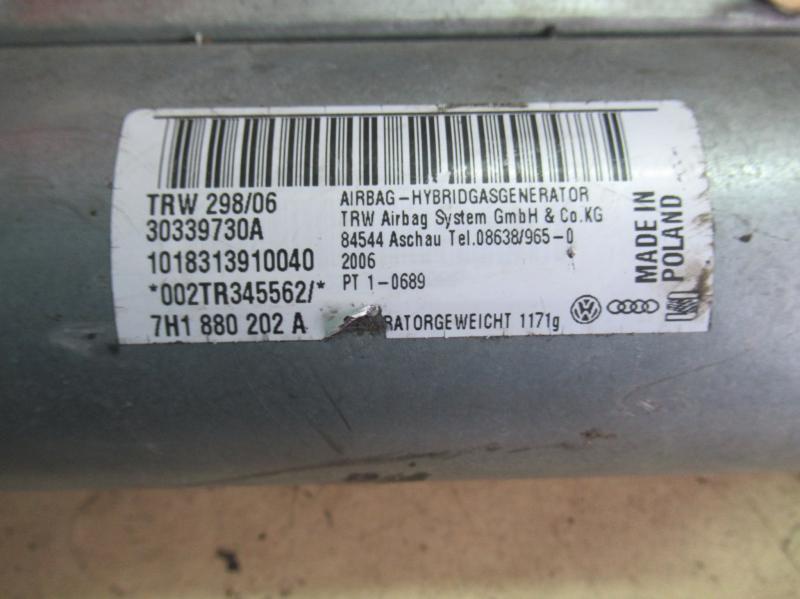 TRW 298/06
30339730A
1018313910040
*002TR345562/*
7H1 880 202 A
AIRBAG-HYBRIDGASGENERATOR
TRW Airbag System GmbH & Co.KG
84544 Aschau Tel.08638/965-0
2006
PT 1-0689
RATORGEWEICHT 1171g
MADE IN
POLAND